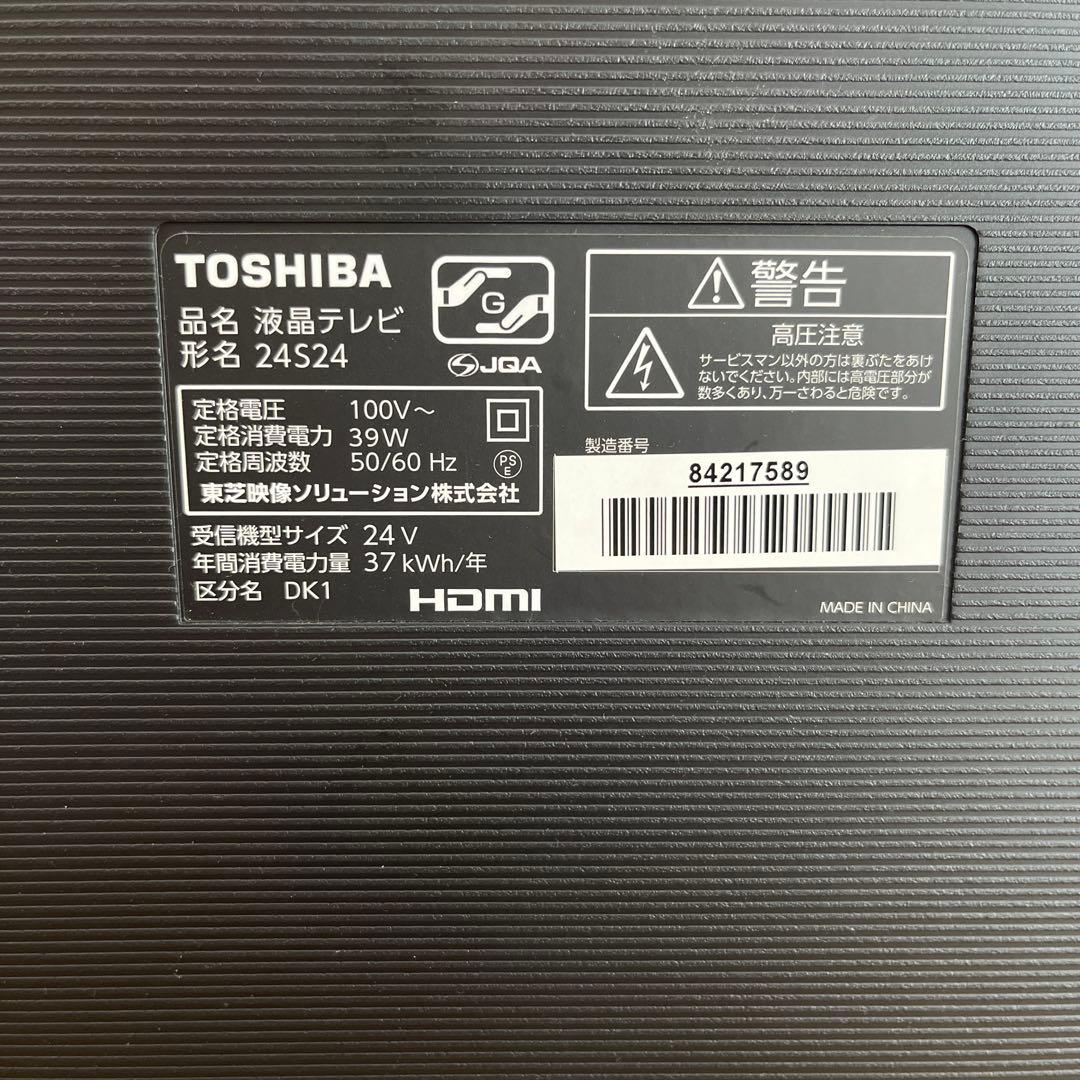 TOSHIBA
品名 液晶テレビ
形名 24S24
G
JQA
定格電圧 100V～
定格消費電力 39W
定格周波数 50/60 Hz
PS
E
東芝映像ソリューション株式会社
受信機型サイズ 24V
年間消費電力量 37kWh/年
区分名 DK1
HDMI
警告
高圧注意
サービスマン以外の方は裏ぶたをあけ
ないでください。内部には高電圧部分が
数多くあり、万一さわると危険です。
製造番号
84217589
MADE IN CHINA